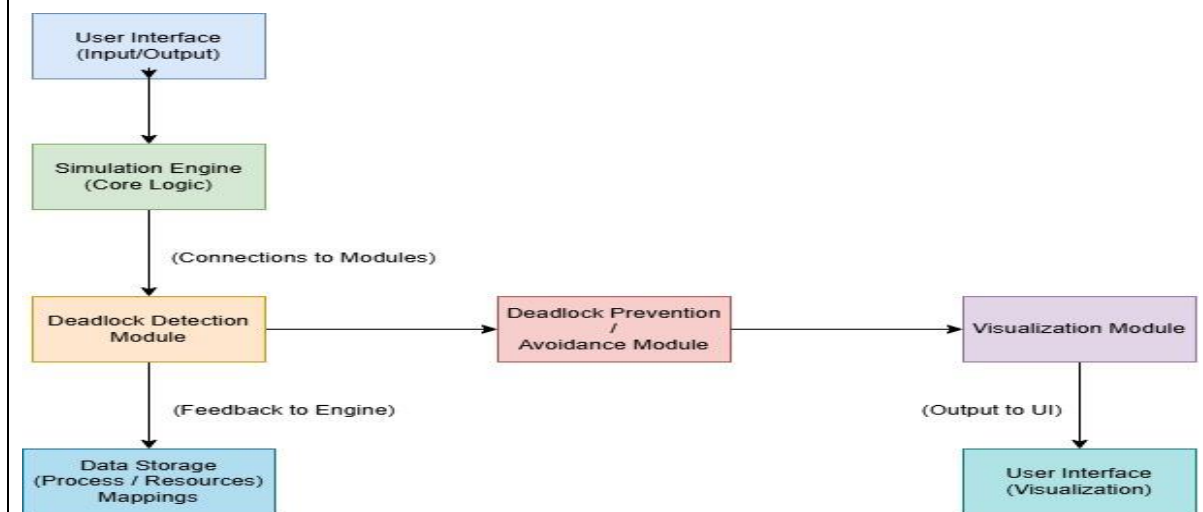 User Interface
(Input/Output)
Simulation Engine
(Core Logic)
(Connections to Modules)
Deadlock Detection
Module
Deadlock Prevention
/
Avoidance Module
Visualization Module
(Feedback to Engine)
(Output to UI)
Data Storage
(Process / Resources)
Mappings
User Interface
(Visualization)